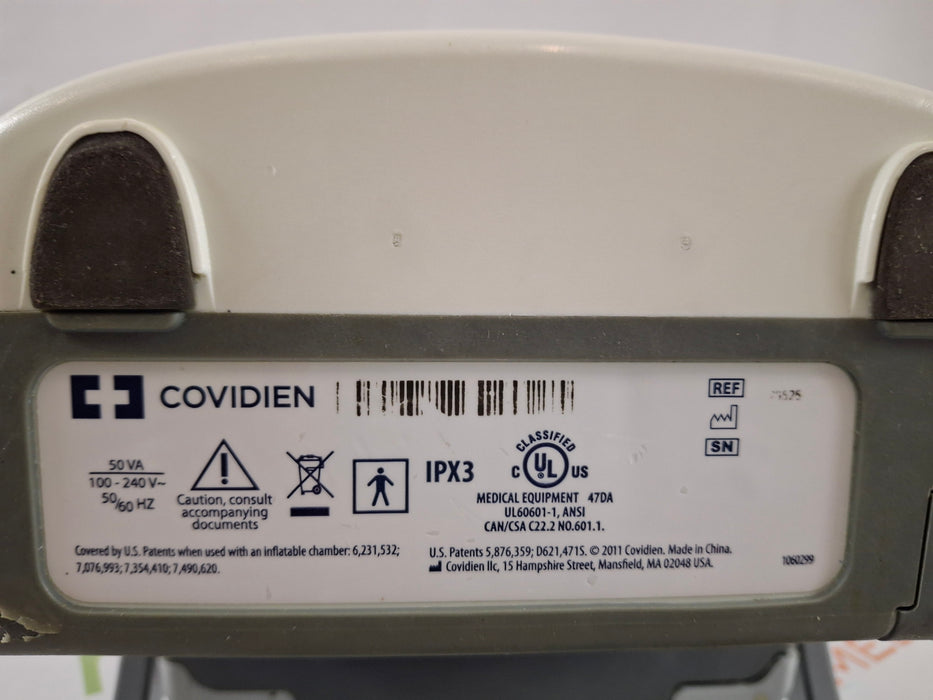 COVIDIEN
REF
SN
50 VA
100 - 240 V~
50/60 HZ
Caution, consult
accompanying
documents
IPX3
CLASSIFIED
C UL US
MEDICAL EQUIPMENT 47DA
UL60601-1, ANSI
CAN/CSA C22.2 NO.601.1.
Covered by U.S. Patents when used with an inflatable chamber: 6,231,532;
7,076,993; 7,354,410; 7,490,620.
U.S. Patents 5,876,359; D621,471S. © 2011 Covidien. Made in China.
Covidien llc, 15 Hampshire Street, Mansfield, MA 02048 USA.
1060299